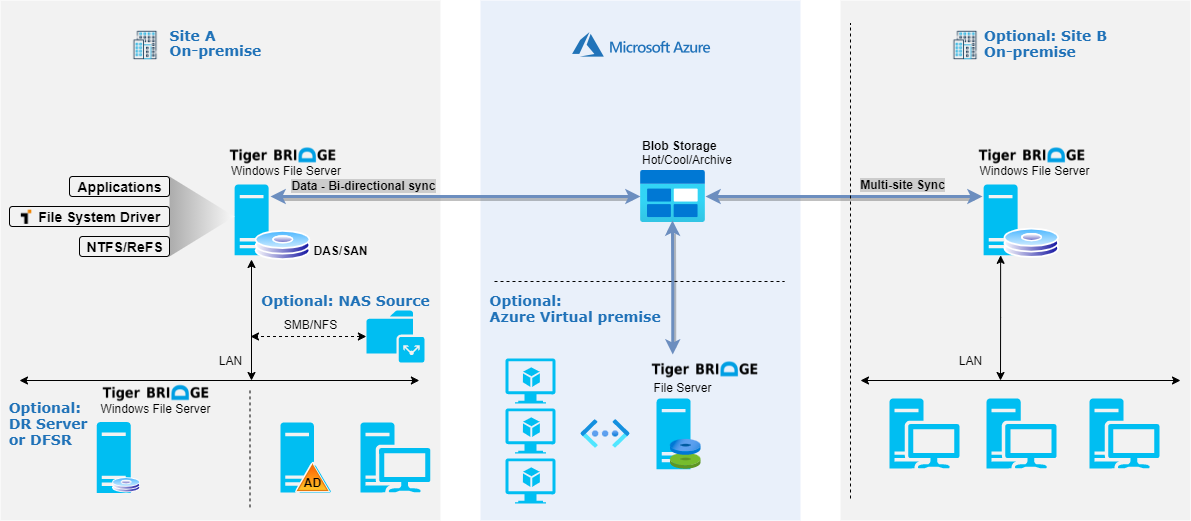 Site A
On-premise
Microsoft Azure
Optional: Site B
On-premise
Tiger BRIDGE
Windows File Server
Applications
File System Driver
NTFS/ReFS
DAS/SAN
Data - Bi-directional sync
Blob Storage
Hot/Cool/Archive
Multi-site Sync
Tiger BRIDGE
Windows File Server
Optional: NAS Source
SMB/NFS
LAN
Optional:
Azure Virtual premise
Tiger BRIDGE
File Server
LAN
Tiger BRIDGE
Windows File Server
Optional:
DR Server
or DFSR
AD